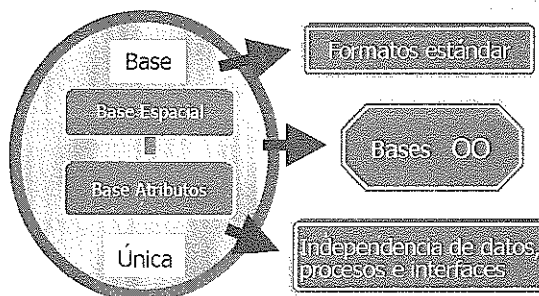 Base
Base Espacial
Base Atributos
Única
Formatos estándar
Bases OO
Independencia de datos,
procesos e interfaces